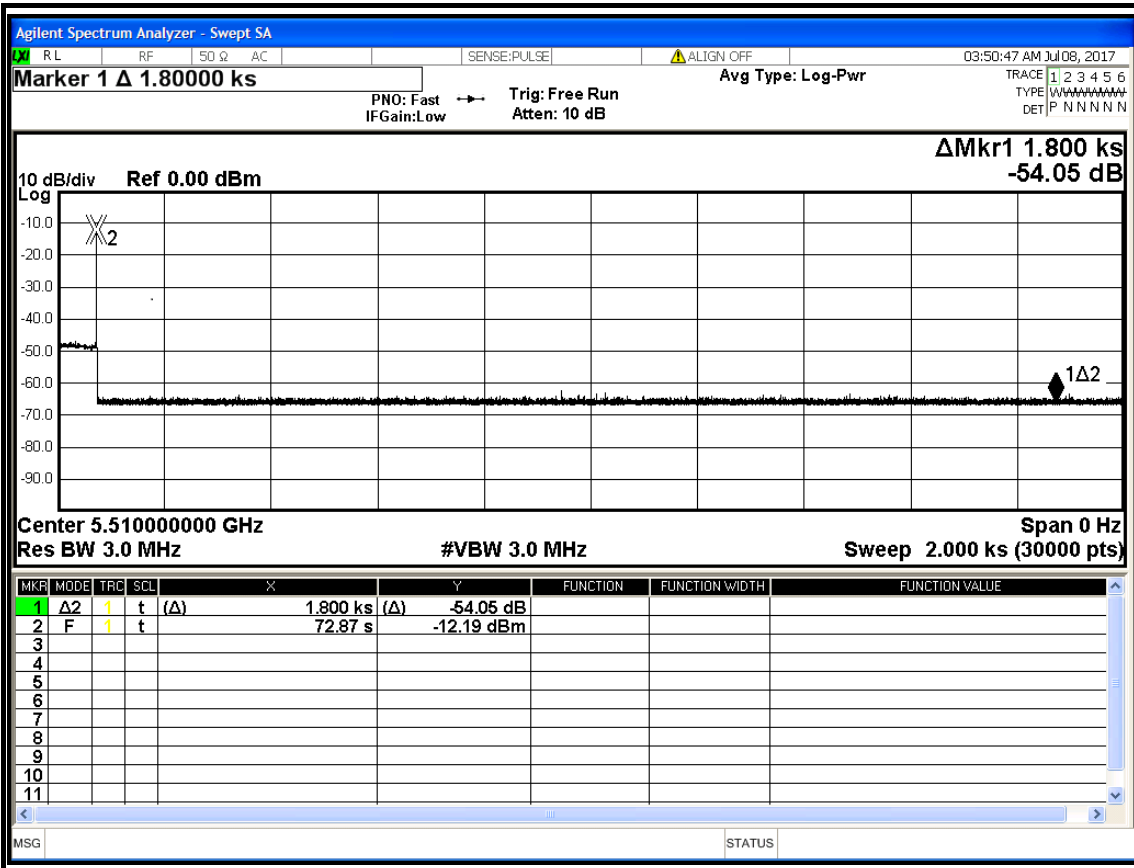 Agilent Spectrum Analyzer - Swept SA
LXI RL RF 50 Ω AC SENSE:PULSE ALIGN OFF 03:50:47 AM Jul 08, 2017
Marker 1 Δ 1.80000 ks
PNO: Fast
IFGain:Low
Trig: Free Run
Atten: 10 dB
Avg Type: Log-Pwr
TRACE 1 2 3 4 5 6
TYPE WWWWWW
DET P N N N N N
ΔMkr1 1.800 ks
-54.05 dB
10 dB/div Ref 0.00 dBm
Log
-10.0
-20.0
-30.0
-40.0
-50.0
-60.0
-70.0
-80.0
-90.0
2
1Δ2
Center 5.510000000 GHz Span 0 Hz
Res BW 3.0 MHz #VBW 3.0 MHz Sweep 2.000 ks (30000 pts)
MKR MODE TRC SCL X Y FUNCTION FUNCTION WIDTH FUNCTION VALUE
1 Δ2 1 t (Δ) 1.800 ks (Δ) -54.05 dB
2 F 1 t 72.87 s -12.19 dBm
3
4
5
6
7
8
9
10
11
MSG STATUS